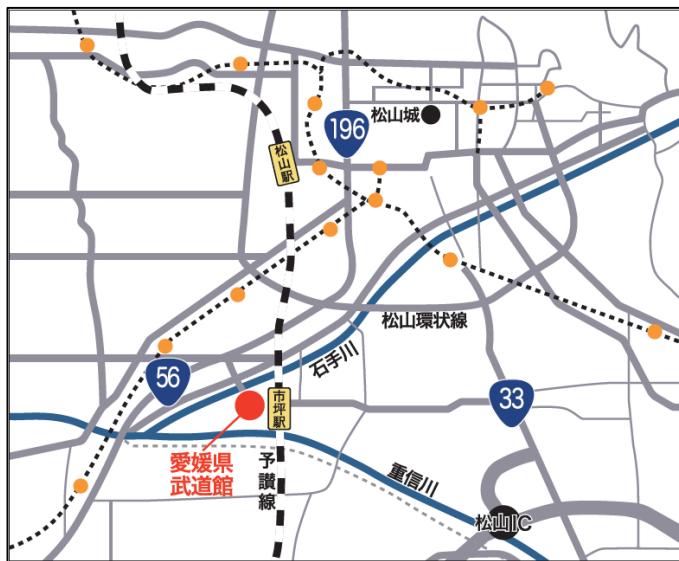 松山城
196
松山駅
松山環状線
石手川
56
市坪駅
33
愛媛県
武道館
予讃線
重信川
松山IC